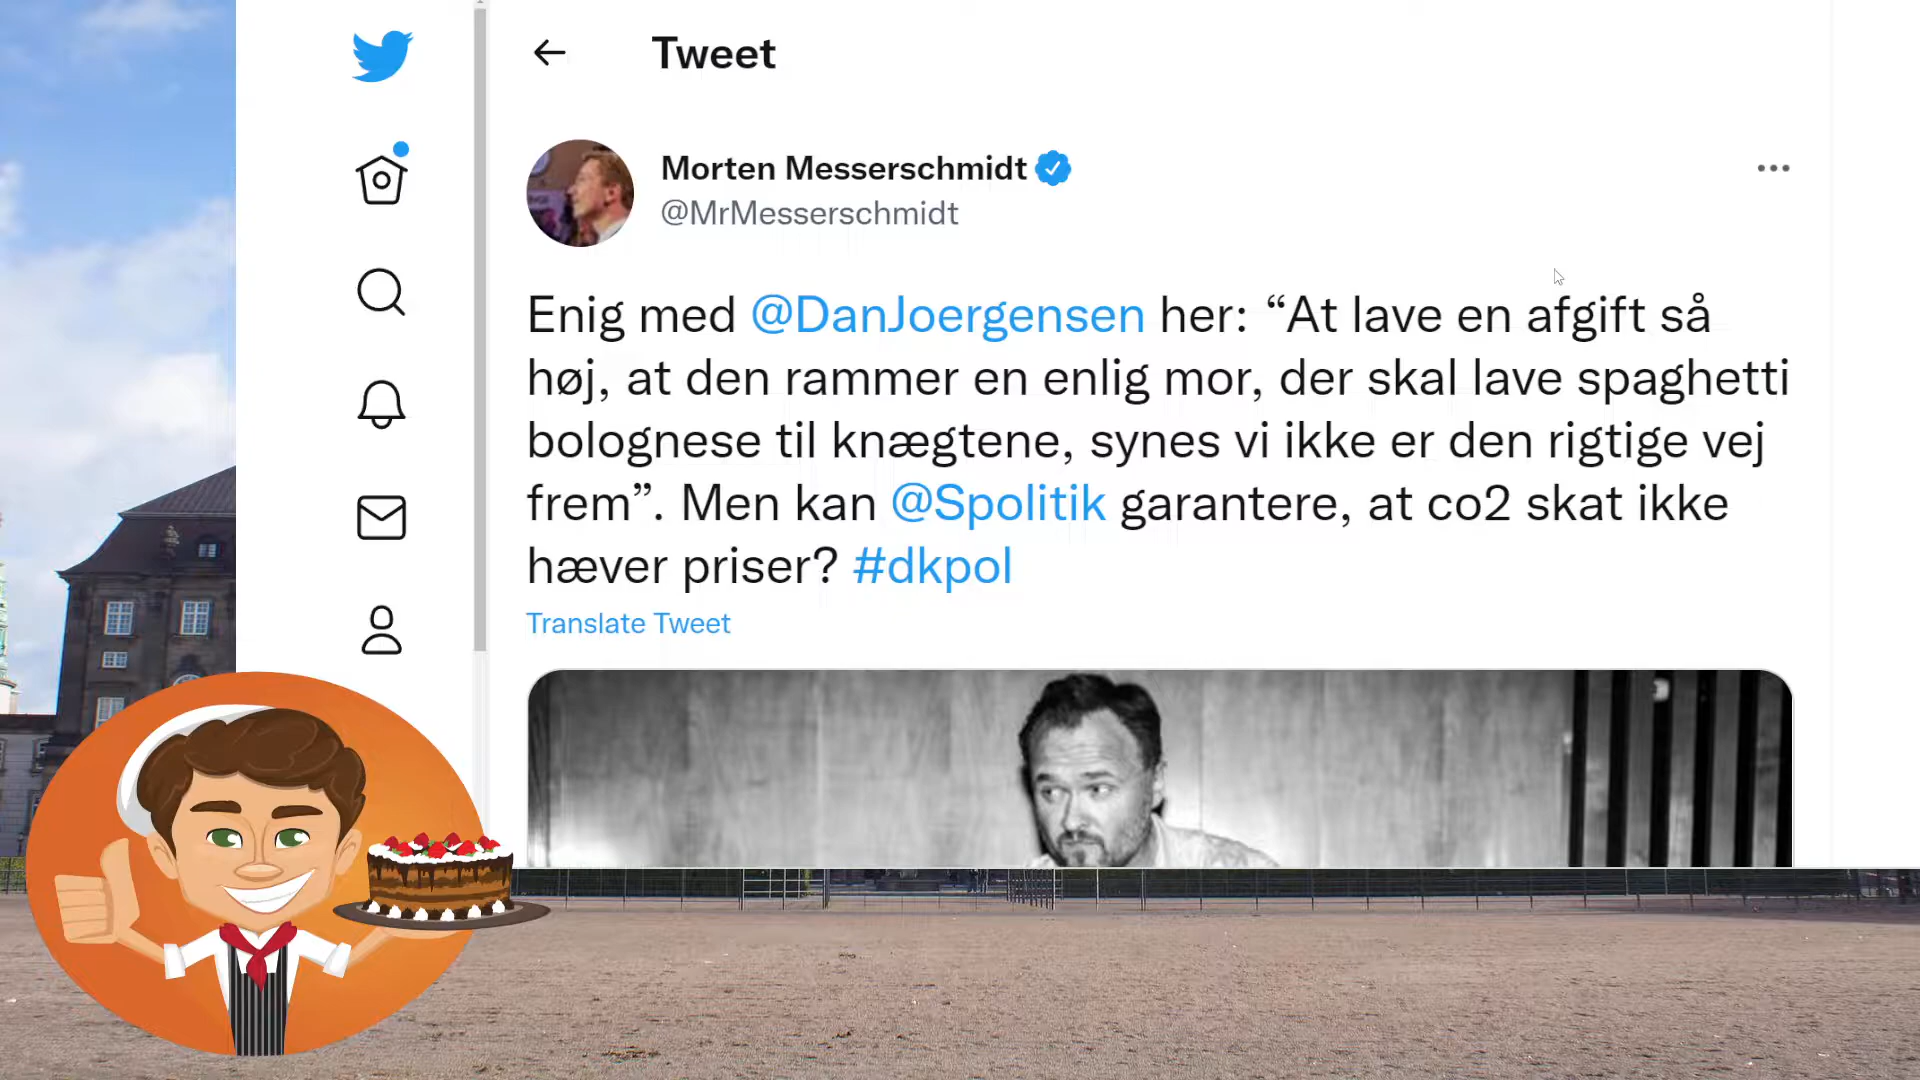 Tweet
Morten Messerschmidt
@MrMesserschmidt
Enig med @DanJoergensen her: “At lave en afgift så
høj, at den rammer en enlig mor, der skal lave spaghetti
bolognese til knægtene, synes vi ikke er den rigtige vej
frem”. Men kan @Spolitik garantere, at co2 skat ikke
hæver priser? #dkpol
Translate Tweet